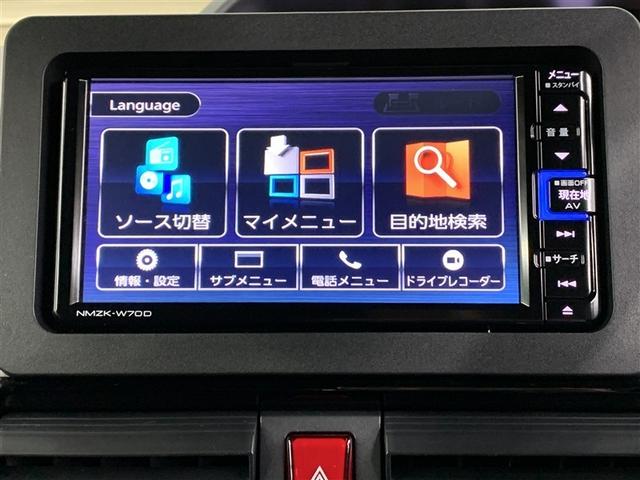 Language
ソース切替
マイメニュー
目的地検索
情報・設定
サブメニュー
電話メニュー
ドライブレコーダー
NMZK-W70D
メニュー
スタンバイ
音量
画面OFF
現在地
AV
サーチ